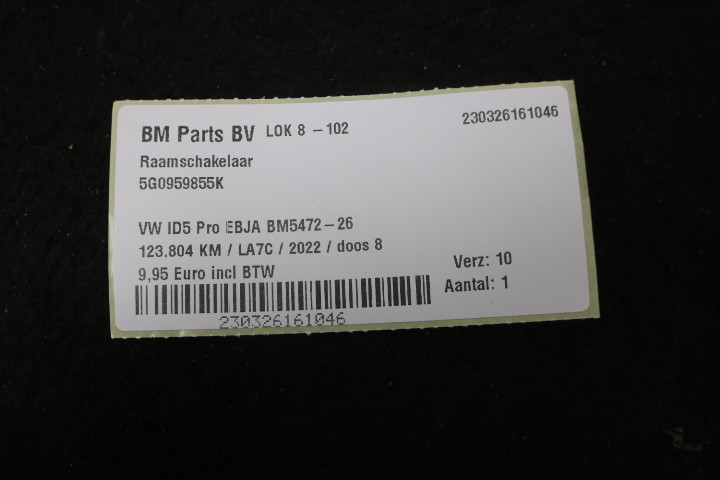 BM Parts BV LOK 8 - 102
230326161046
Raamschakelaar
5G0959855K
VW ID5 Pro EBJA BM5472-26
123.804 KM / LA7C / 2022 / doos 8
9,95 Euro incl BTW
Verz: 10
Aantal: 1
230326161046